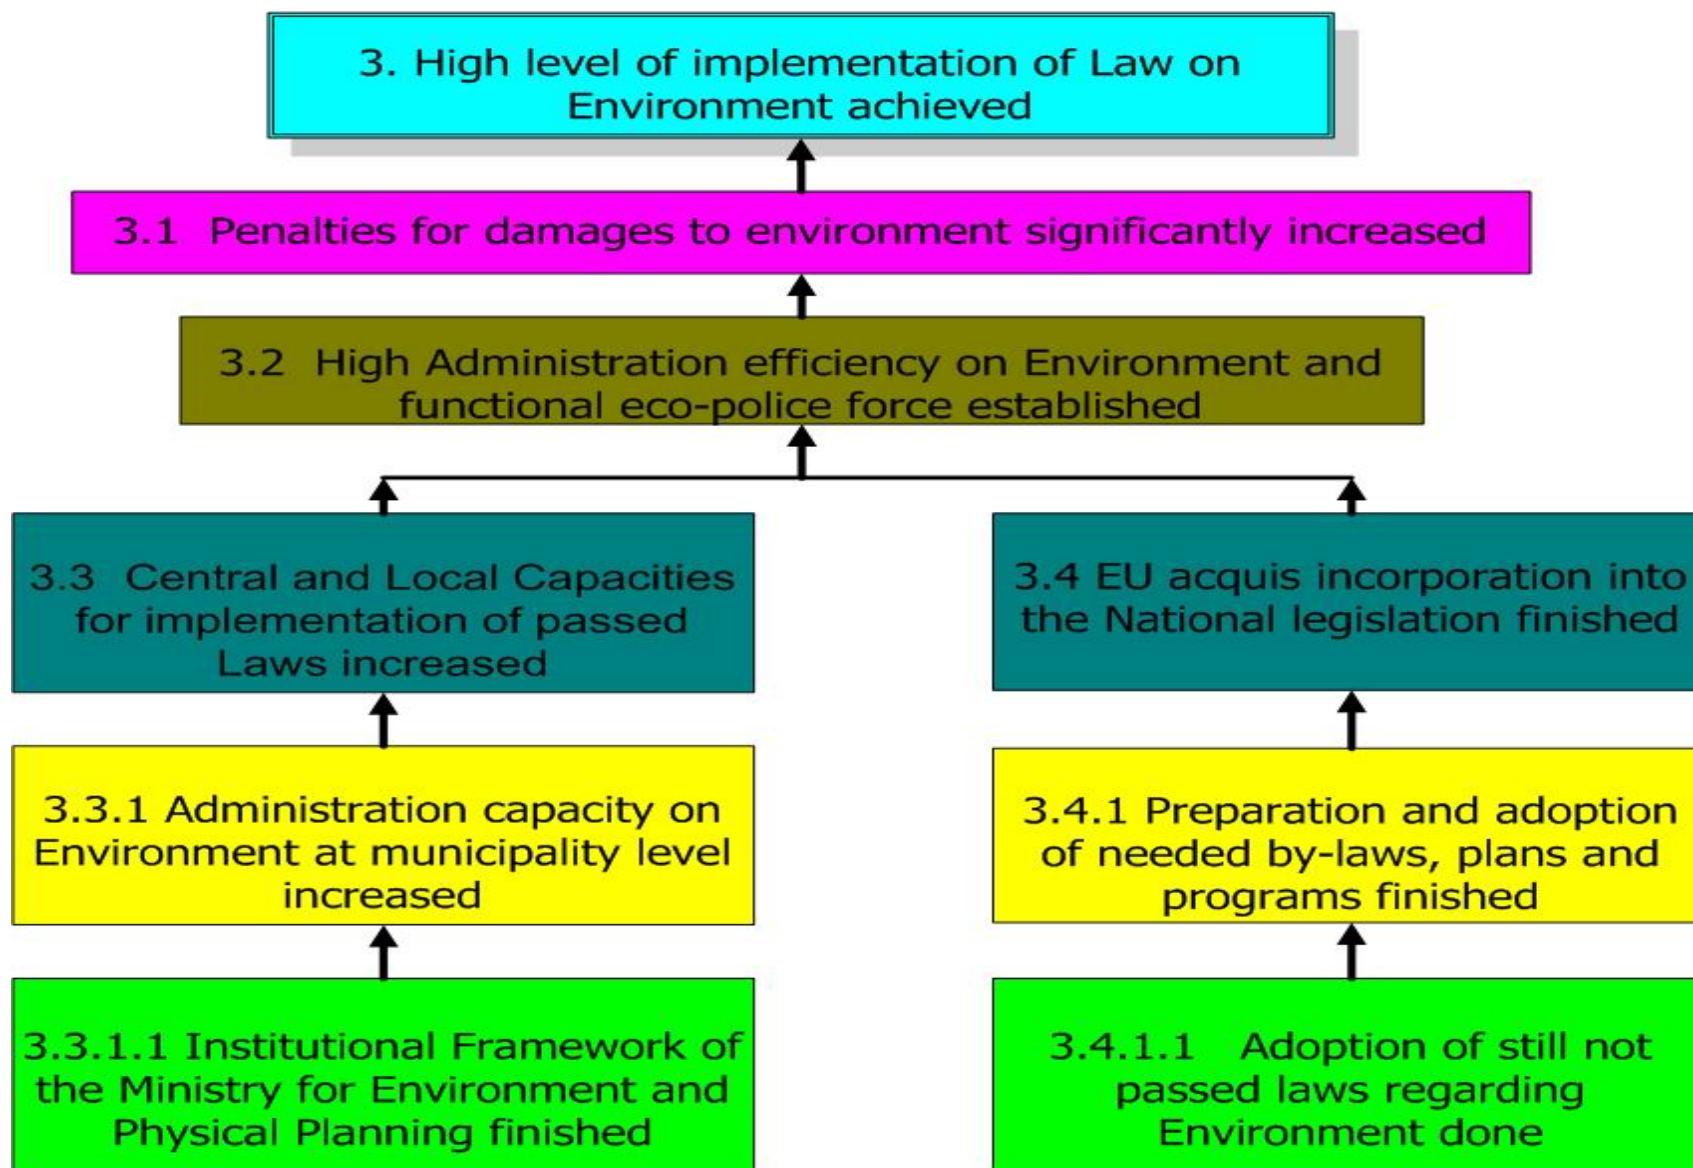 3. High level of implementation of Law on
Environment achieved
3.1 Penalties for damages to environment significantly increased
3.2 High Administration efficiency on Environment and
functional eco-police force established
3.3 Central and Local Capacities
for implementation of passed
Laws increased
3.4 EU acquis incorporation into
the National legislation finished
3.3.1 Administration capacity on
Environment at municipality level
increased
3.4.1 Preparation and adoption
of needed by-laws, plans and
programs finished
3.3.1.1 Institutional Framework of
the Ministry for Environment and
Physical Planning finished
3.4.1.1 Adoption of still not
passed laws regarding
Environment done